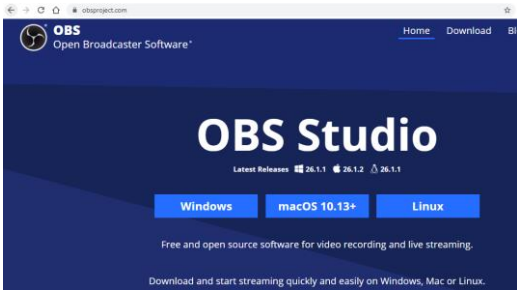 obsproject.com
OBS
Open Broadcaster Software®
Home Download
OBS Studio
Latest Releases 26.1.1 26.1.2 26.1.1
Windows macOS 10.13+ Linux
Free and open source software for video recording and live streaming.
Download and start streaming quickly and easily on Windows, Mac or Linux.